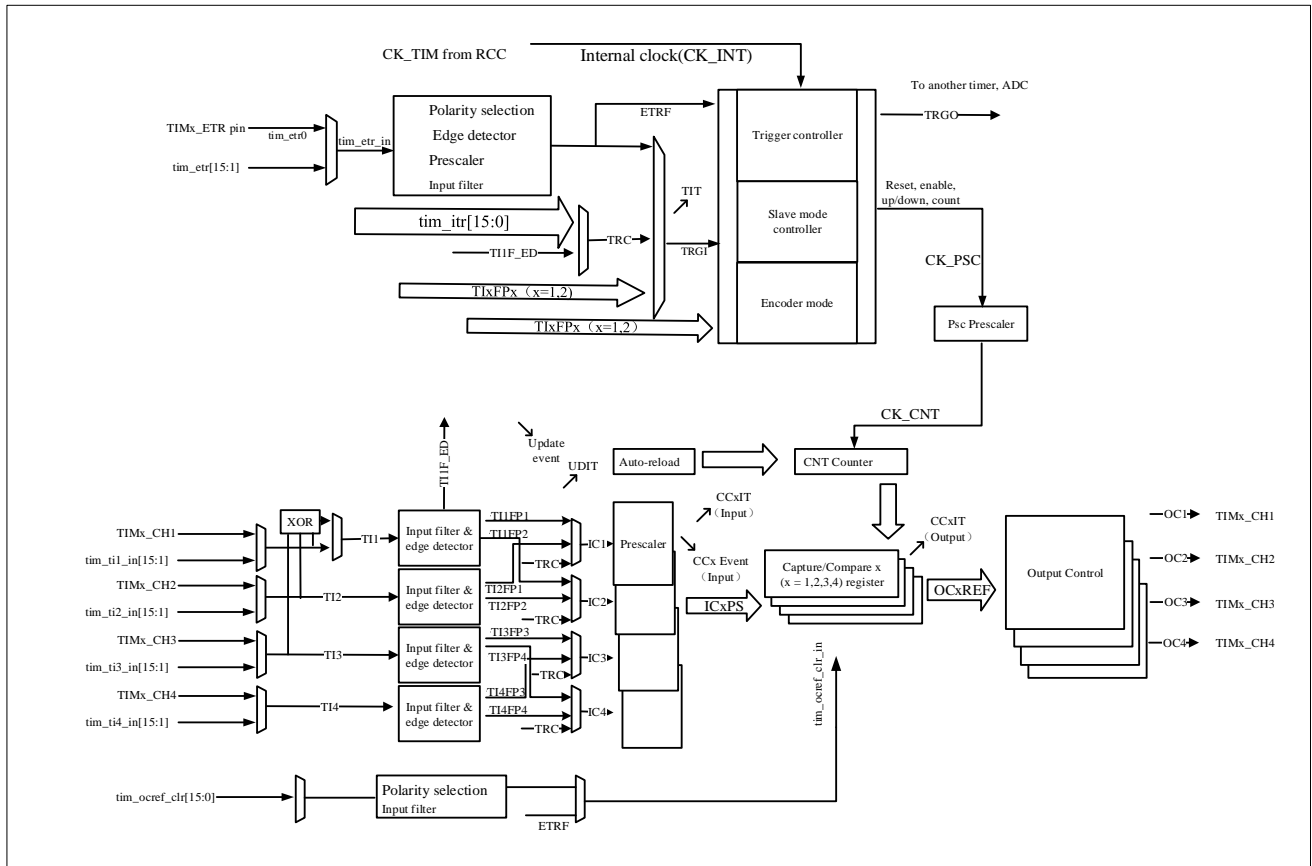 CK_TIM from RCC
Internal clock(CK_INT)
To another timer, ADC
TIMx_ETR pin
tim_etr0
tim_etr_in
tim_etr[15:1]
Polarity selection
Edge detector
Prescaler
Input filter
ETRF
Trigger controller
TRGO
TIT
tim_itr[15:0]
TI1F_ED
TRC
TRGI
Slave mode
controller
Reset, enable,
up/down, count
CK_PSC
TIxFPx（x=1,2)
TIxFPx（x=1,2）
Encoder mode
Psc Prescaler
CK_CNT
TI1F_ED
Update
event
UDIT
Auto-reload
CNT Counter
TIMx_CH1
tim_ti1_in[15:1]
XOR
TI1
Input filter &
edge detector
TI1FP1
TI1FP2
TRC
IC1
Prescaler
CCxIT
（Input）
CCx Event
（Input）
CCxIT
（Output）
TIMx_CH2
tim_ti2_in[15:1]
TI2
Input filter &
edge detector
TI2FP1
TI2FP2
TRC
IC2
ICxPS
Capture/Compare x
(x = 1,2,3,4) register
OCxREF
Output Control
OC1
TIMx_CH1
OC2
TIMx_CH2
OC3
TIMx_CH3
OC4
TIMx_CH4
TIMx_CH3
tim_ti3_in[15:1]
TI3
Input filter &
edge detector
TI3FP3
TI3FP4
TRC
IC3
TIMx_CH4
tim_ti4_in[15:1]
TI4
Input filter &
edge detector
TI4FP3
TI4FP4
TRC
IC4
tim_ocref_clr_in
tim_ocref_clr[15:0]
Polarity selection
Input filter
ETRF